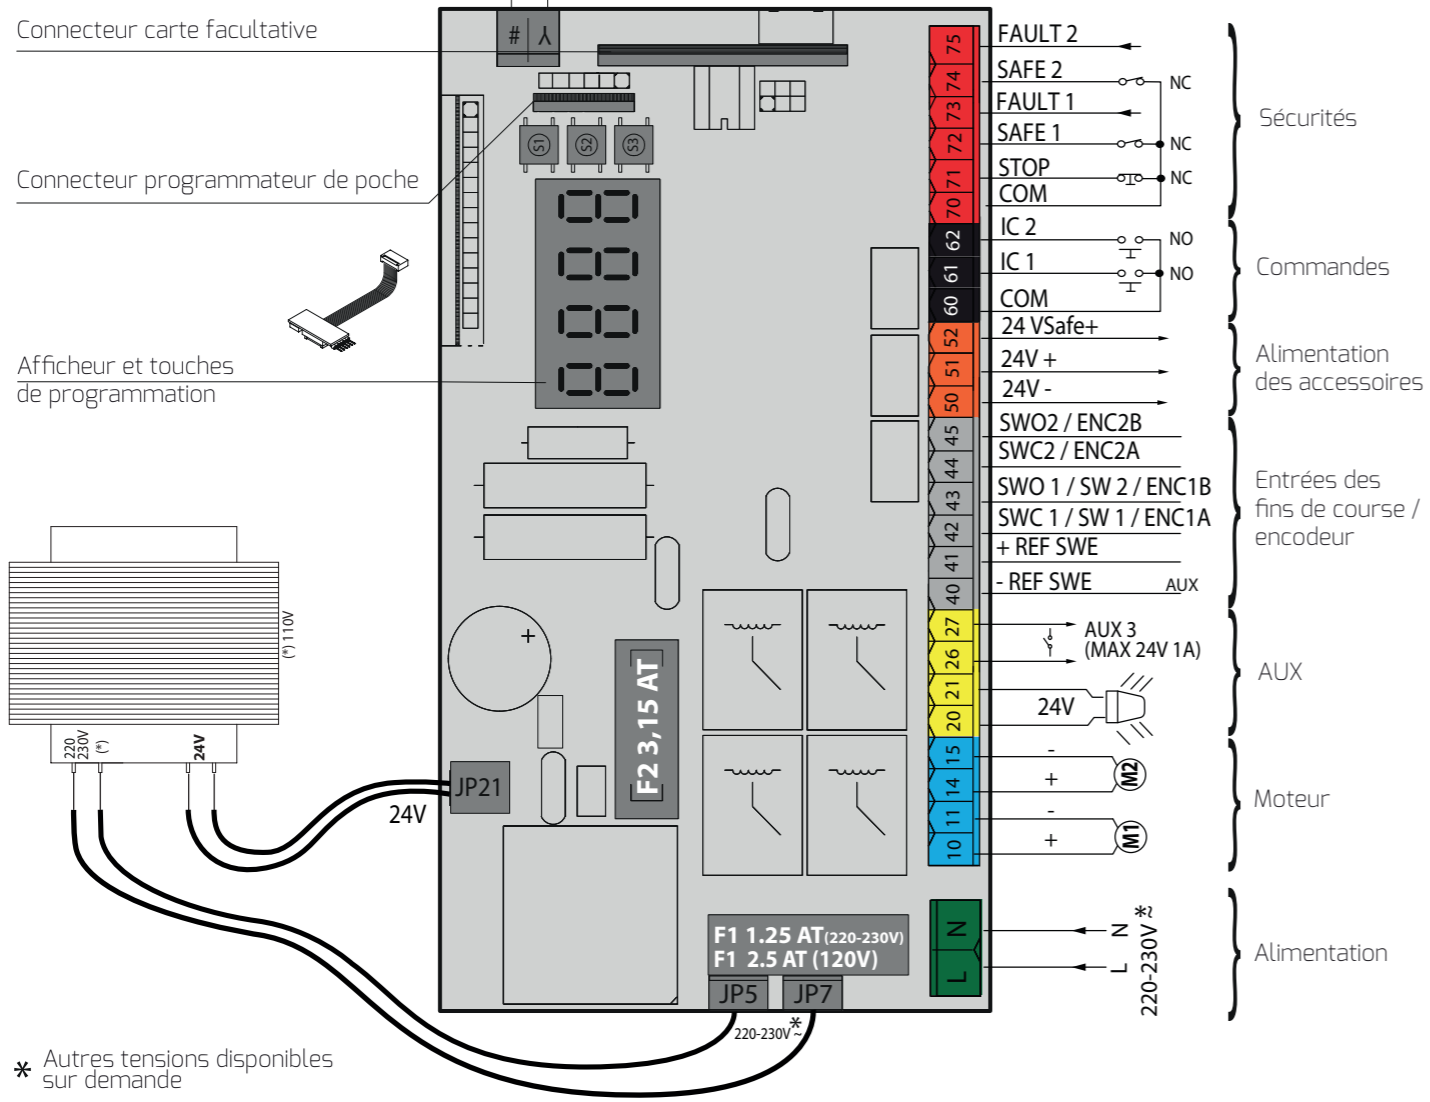 Connecteur carte facultative
Connecteur programmateur de poche
Afficheur et touches
de programmation
# Y
S1 S2 S3
75 FAULT 2
74 SAFE 2 NC
73 FAULT 1
72 SAFE 1 NC
71 STOP NC
70 COM
Sécurités
62 IC 2 NO
61 IC 1 NO
60 COM
Commandes
52 24 VSafe+
51 24V +
50 24V -
Alimentation
des accessoires
45 SWO2 / ENC2B
44 SWC2 / ENC2A
43 SWO 1 / SW 2 / ENC1B
42 SWC 1 / SW 1 / ENC1A
41 + REF SWE
40 - REF SWE AUX
Entrées des
fins de course /
encodeur
27
26
AUX 3
(MAX 24V 1A)
21
20
24V
AUX
15 -
14 +
M2
11 -
10 +
M1
Moteur
N N
L L
220-230V *~
Alimentation
(*) 110V
220
230V
(*)
24V
24V
JP21
+
F2 3,15 AT
F1 1.25 AT(220-230V)
F1 2.5 AT (120V)
JP5 JP7
220-230V *~
* Autres tensions disponibles
sur demande